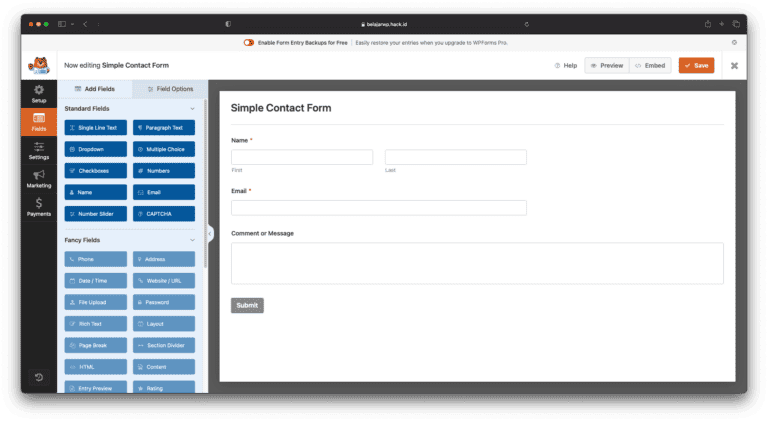 belajarwp.hack.id
Enable Form Entry Backups for Free | Easily restore your entries when you upgrade to WPForms Pro.
Now editing Simple Contact Form
Help
Preview
Embed
Save
Setup
Fields
Settings
Marketing
Payments
Add Fields
Field Options
Standard Fields
Single Line Text
Paragraph Text
Dropdown
Multiple Choice
Checkboxes
Numbers
Name
Email
Number Slider
CAPTCHA
Fancy Fields
Phone
Address
Date / Time
Website / URL
File Upload
Password
Rich Text
Layout
Page Break
Section Divider
HTML
Content
Entry Preview
Rating
Simple Contact Form
Name *
First
Last
Email *
Comment or Message
Submit